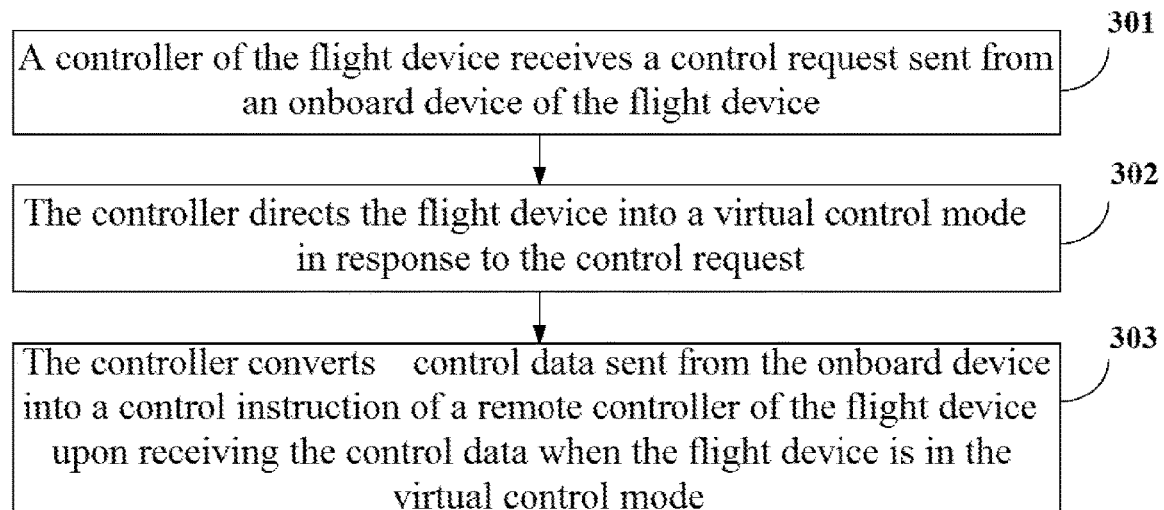 301
A controller of the flight device receives a control request sent from
an onboard device of the flight device
302
The controller directs the flight device into a virtual control mode
in response to the control request
303
The controller converts control data sent from the onboard device
into a control instruction of a remote controller of the flight device
upon receiving the control data when the flight device is in the
virtual control mode